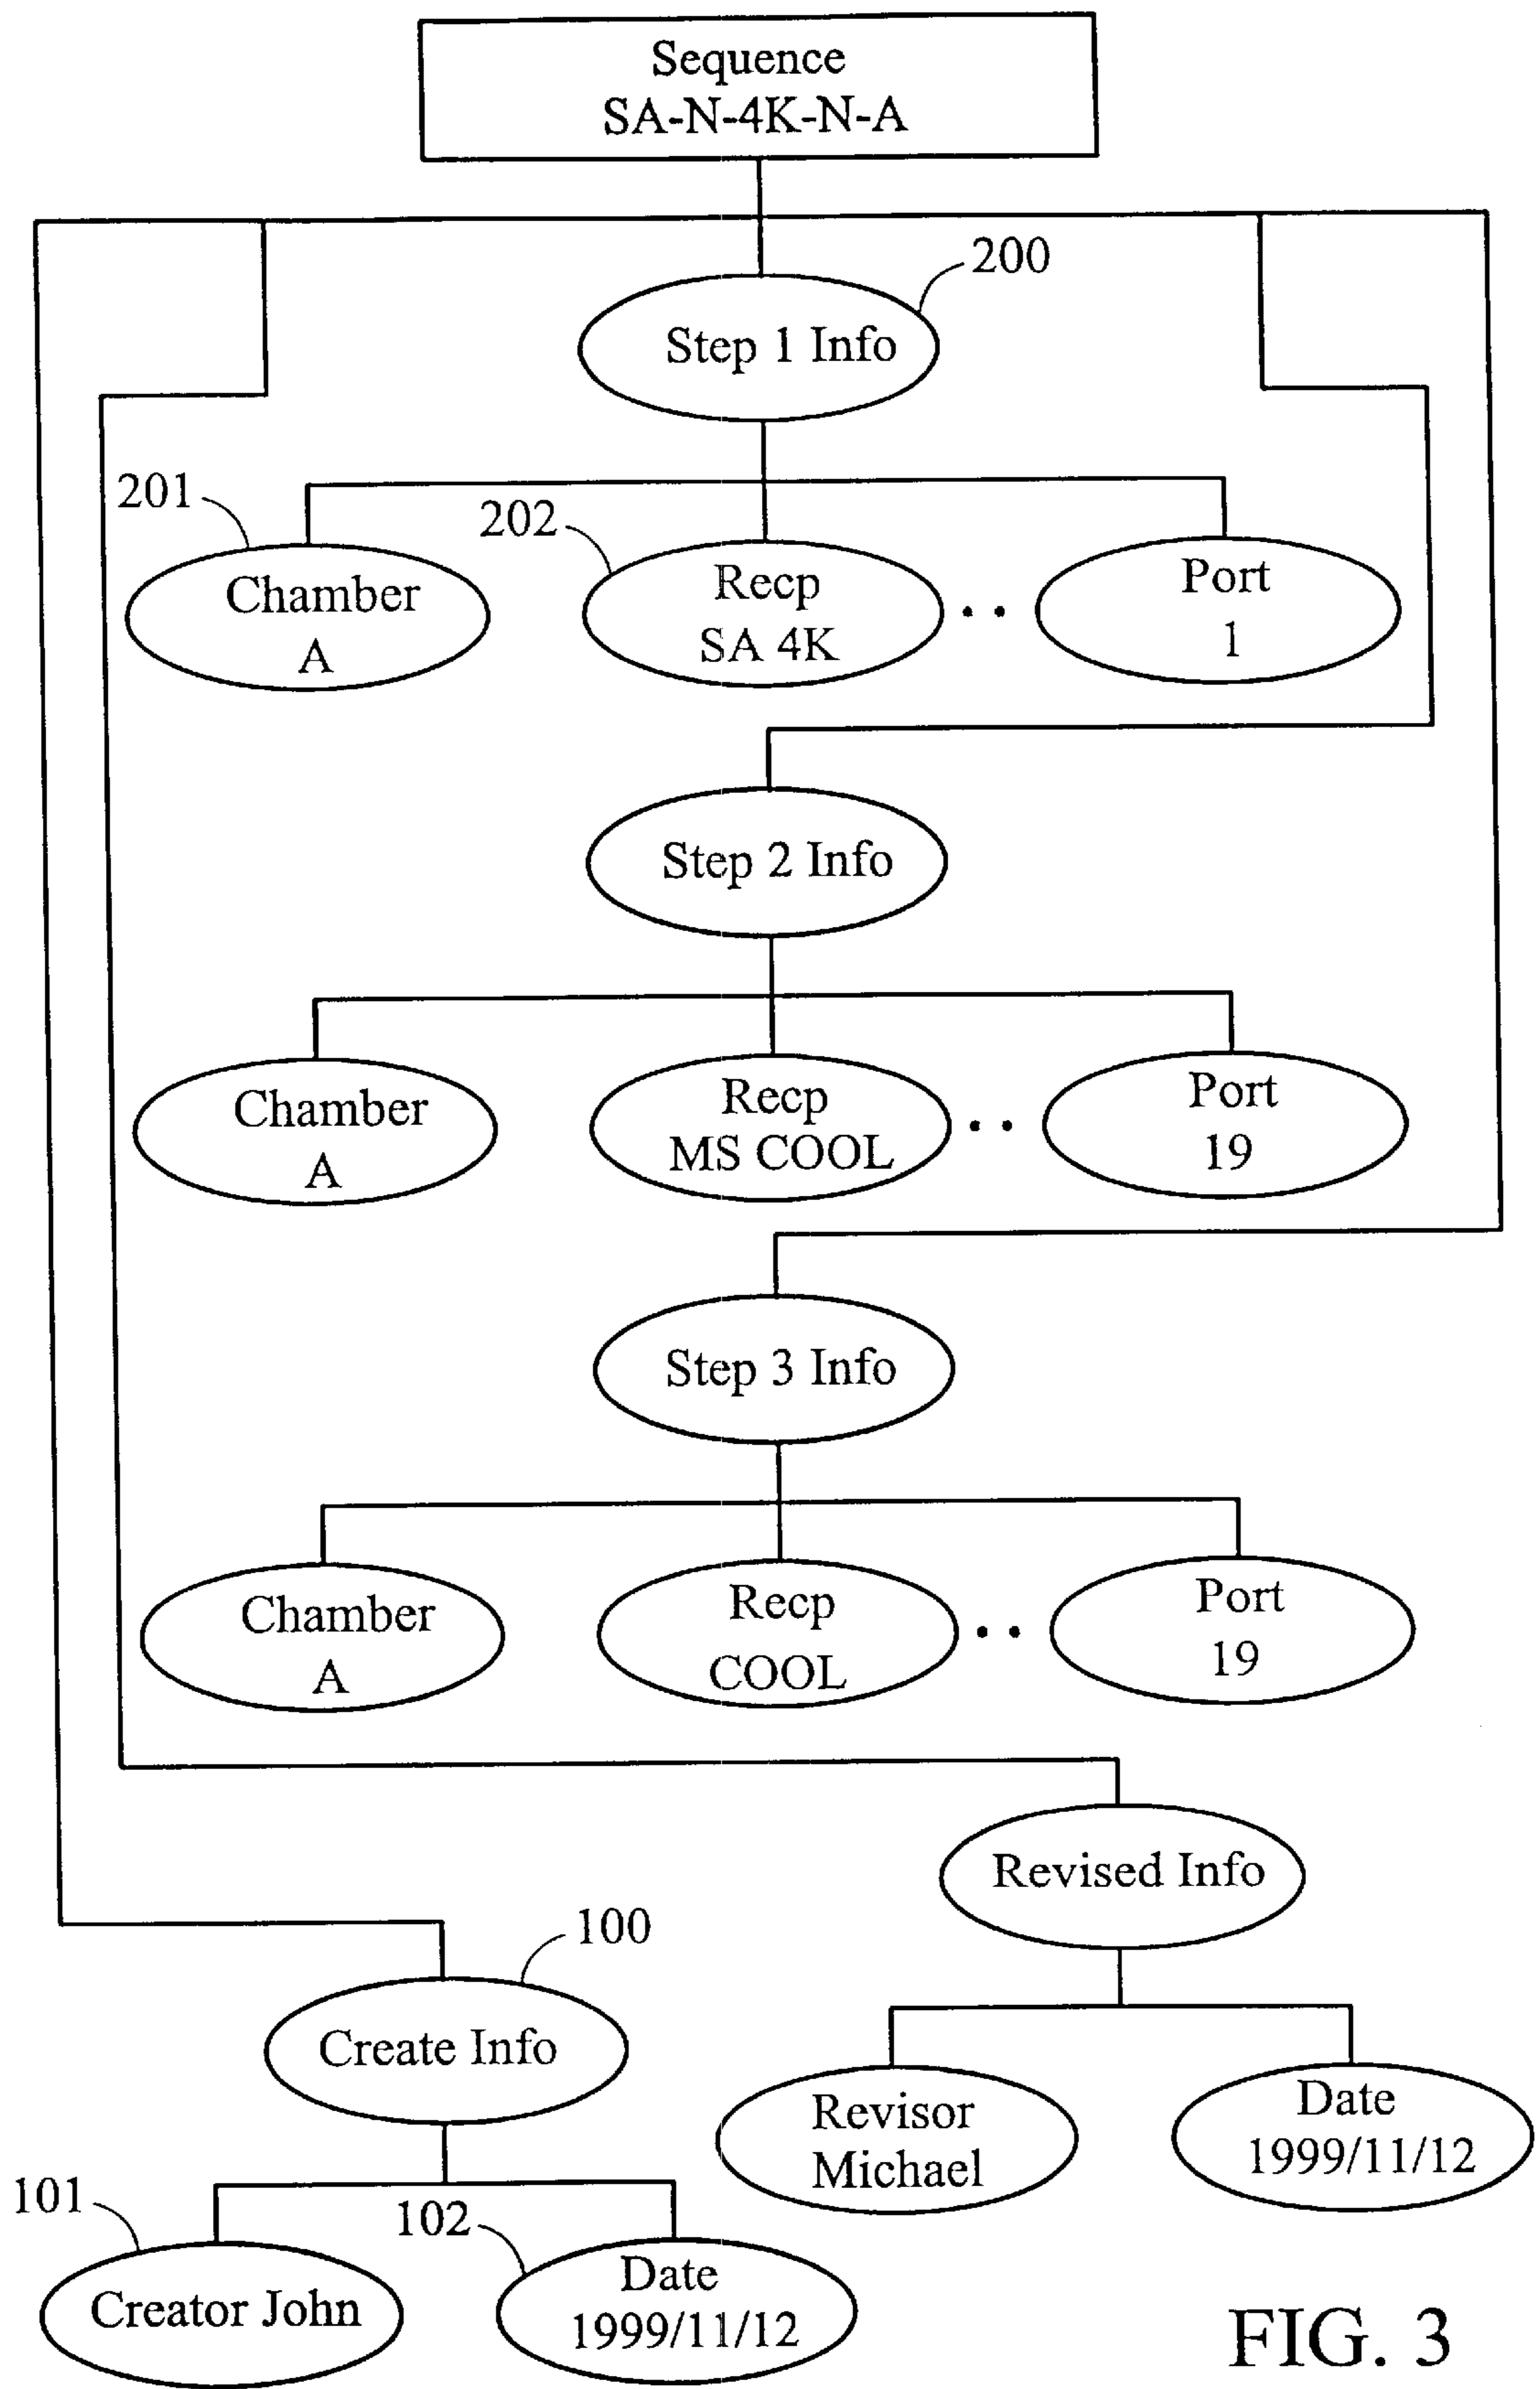 Sequence
SA-N-4K-N-A
200
Step 1 Info
201
202
Chamber
A
Recp
SA 4K
Port
1
Step 2 Info
Chamber
A
Recp
MS COOL
Port
19
Step 3 Info
Chamber
A
Recp
COOL
Port
19
Revised Info
100
Create Info
Revisor
Michael
Date
1999/11/12
101
102
Creator John
Date
1999/11/12
FIG. 3